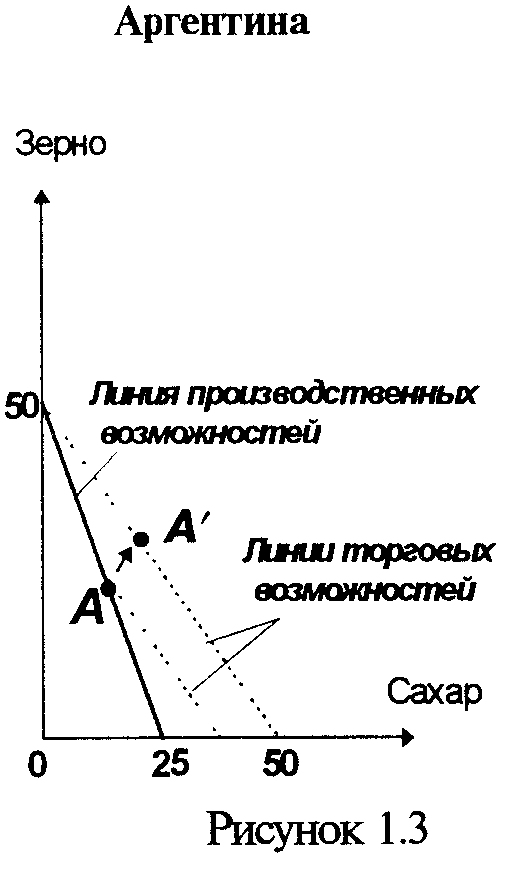 Аргентина
Зерно
50
Линия производственных
возможностей
A'
Линии торговых
возможностей
A
Сахар
0
25
50
Рисунок 1.3